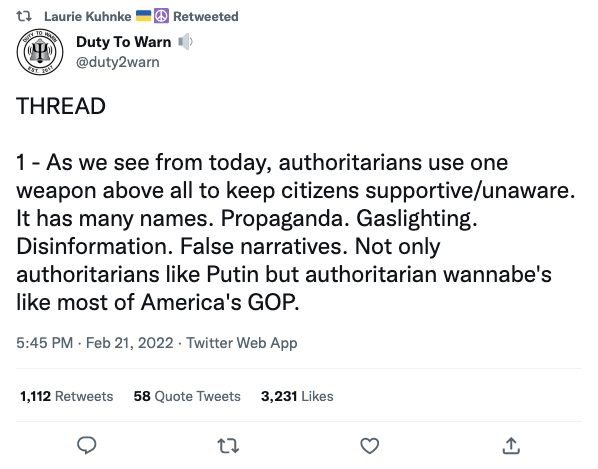 Laurie Kuhnke 🇺🇦☮️ Retweeted
DUTY TO WARN
EST. 2017
Duty To Warn 🔈
@duty2warn
THREAD
1 - As we see from today, authoritarians use one
weapon above all to keep citizens supportive/unaware.
It has many names. Propaganda. Gaslighting.
Disinformation. False narratives. Not only
authoritarians like Putin but authoritarian wannabe's
like most of America's GOP.
5:45 PM · Feb 21, 2022 · Twitter Web App
1,112 Retweets 58 Quote Tweets 3,231 Likes